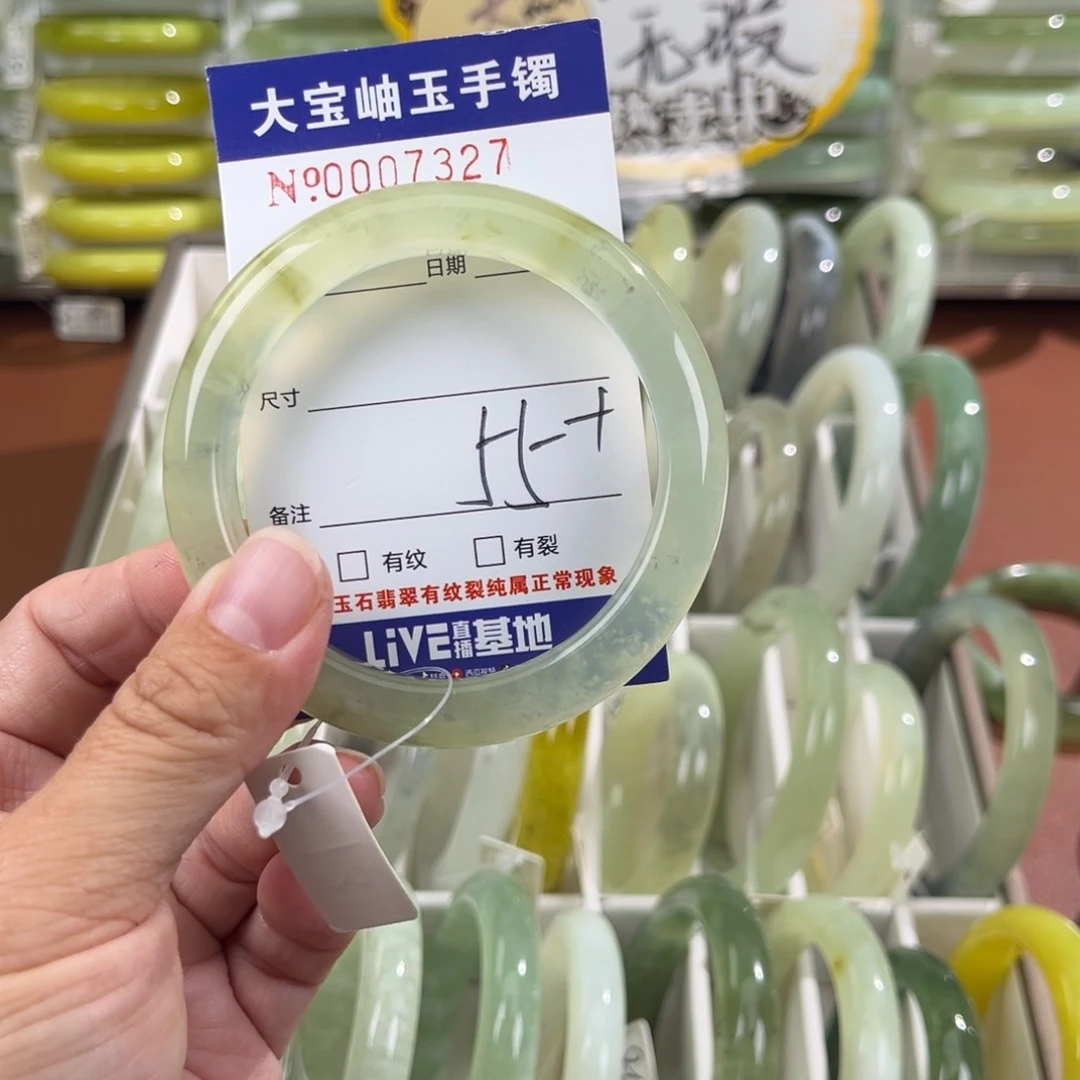 无瑕
大宝岫玉手镯
Nº0007327
日期
尺寸
55-+
备注
□ 有纹 □ 有裂
玉石翡翠有纹裂纯属正常现象
LiVE直播基地